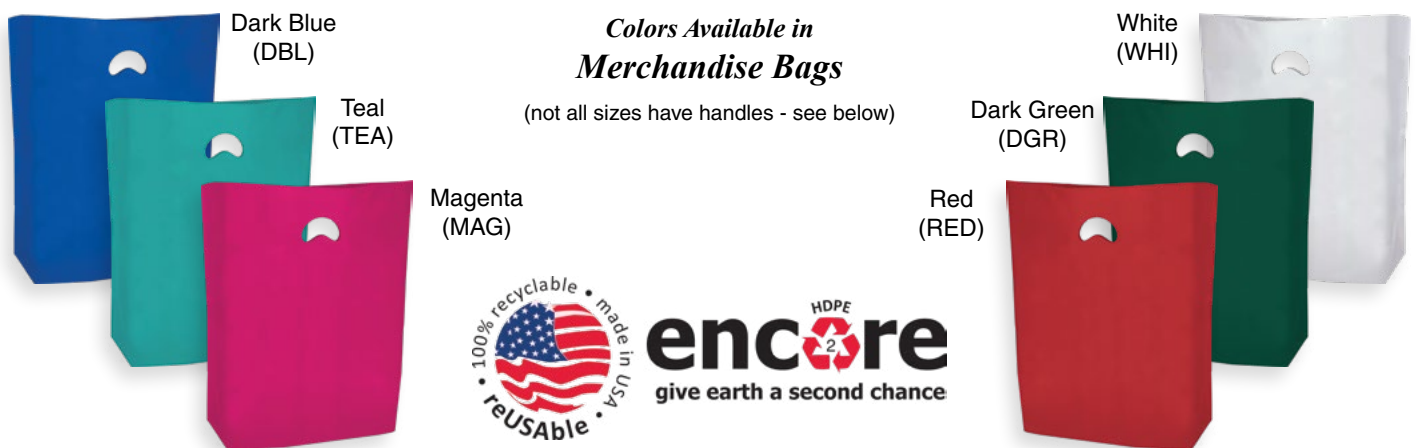 Dark Blue
(DBL)
Teal
(TEA)
Magenta
(MAG)
Colors Available in
Merchandise Bags
(not all sizes have handles - see below)
White
(WHI)
Dark Green
(DGR)
Red
(RED)
100% recyclable • made in USA •
• reUSAble •
HDPE
2
encore
give earth a second chance